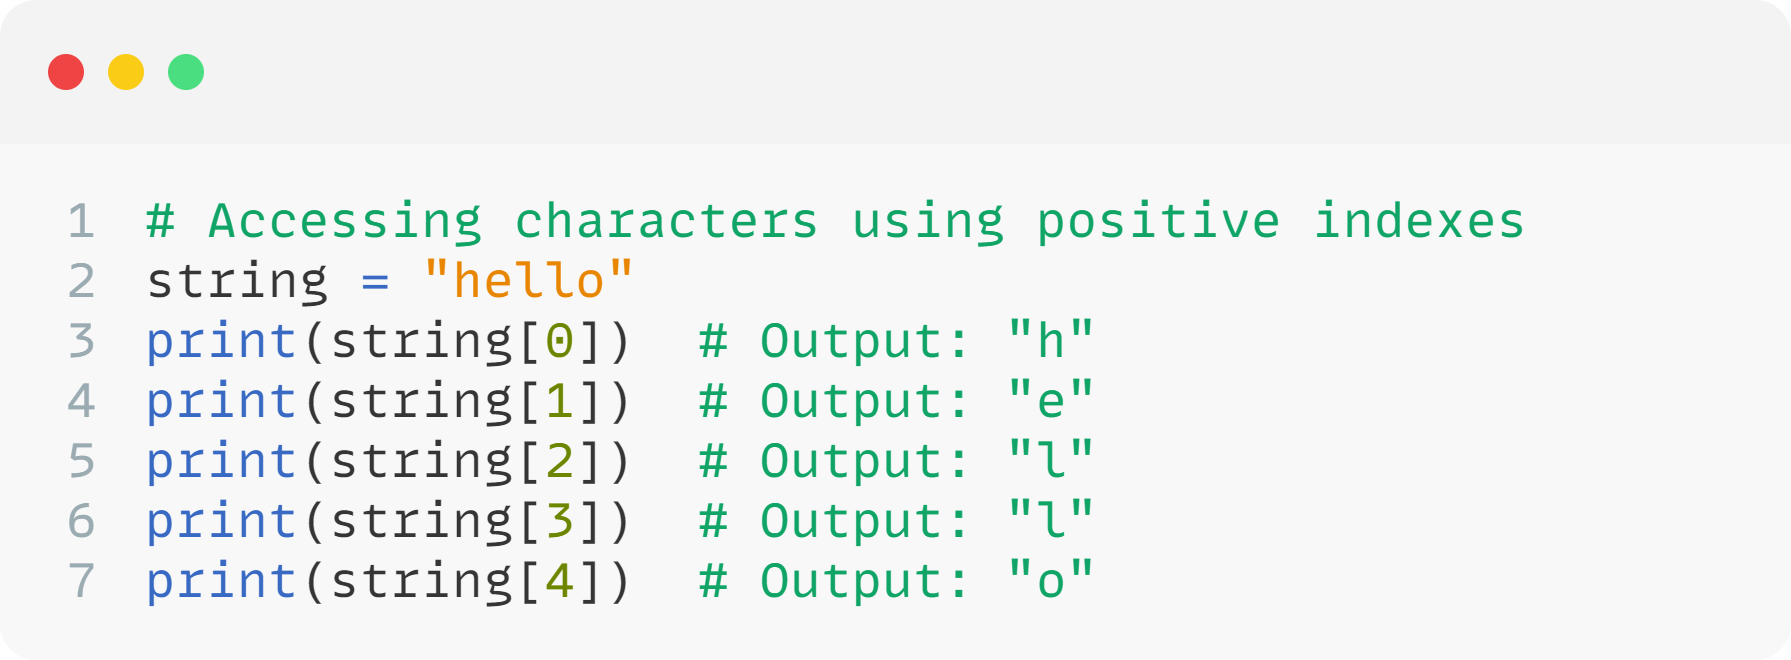 1 # Accessing characters using positive indexes
2 string = "hello"
3 print(string[0])  # Output: "h"
4 print(string[1])  # Output: "e"
5 print(string[2])  # Output: "l"
6 print(string[3])  # Output: "l"
7 print(string[4])  # Output: "o"